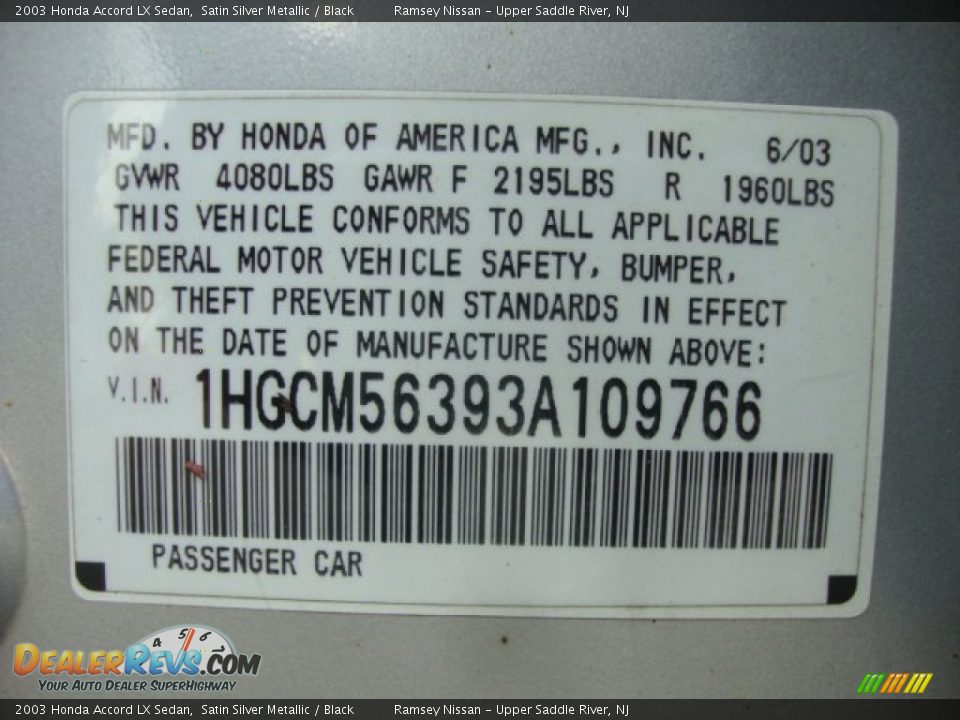 2003 Honda Accord LX Sedan, Satin Silver Metallic / Black Ramsey Nissan - Upper Saddle River, NJ
MFD. BY HONDA OF AMERICA MFG., INC. 6/03
GVWR 4080LBS GAWR F 2195LBS R 1960LBS
THIS VEHICLE CONFORMS TO ALL APPLICABLE
FEDERAL MOTOR VEHICLE SAFETY, BUMPER,
AND THEFT PREVENTION STANDARDS IN EFFECT
ON THE DATE OF MANUFACTURE SHOWN ABOVE:
V.I.N. 1HGCM56393A109766
PASSENGER CAR
4 5 6 7
DEALERREVS.COM
YOUR AUTO DEALER SUPERHIGHWAY
2003 Honda Accord LX Sedan, Satin Silver Metallic / Black Ramsey Nissan - Upper Saddle River, NJ